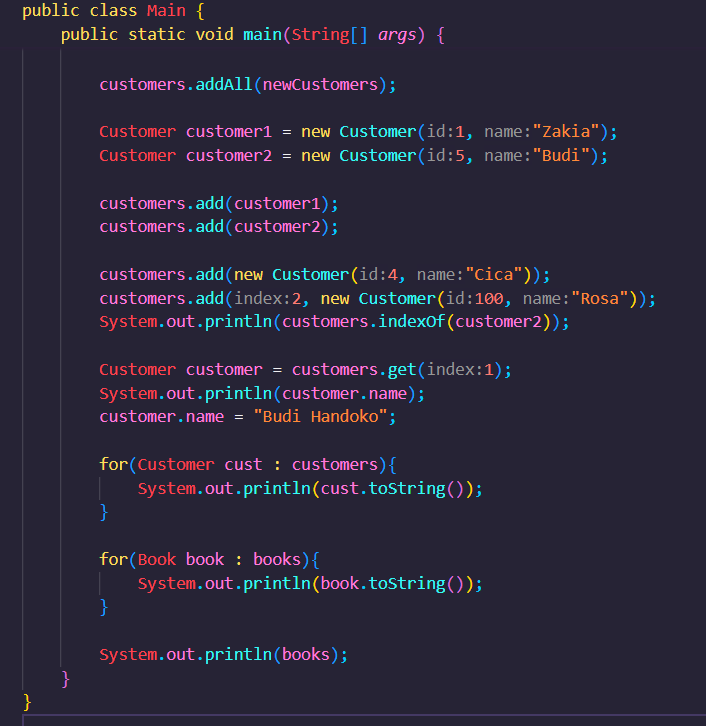 public class Main {
public static void main(String[] args) {
customers.addAll(newCustomers);
Customer customer1 = new Customer(id:1, name:"Zakia");
Customer customer2 = new Customer(id:5, name:"Budi");
customers.add(customer1);
customers.add(customer2);
customers.add(new Customer(id:4, name:"Cica"));
customers.add(index:2, new Customer(id:100, name:"Rosa"));
System.out.println(customers.indexOf(customer2));
Customer customer = customers.get(index:1);
System.out.println(customer.name);
customer.name = "Budi Handoko";
for(Customer cust : customers){
System.out.println(cust.toString());
}
for(Book book : books){
System.out.println(book.toString());
}
System.out.println(books);
}
}